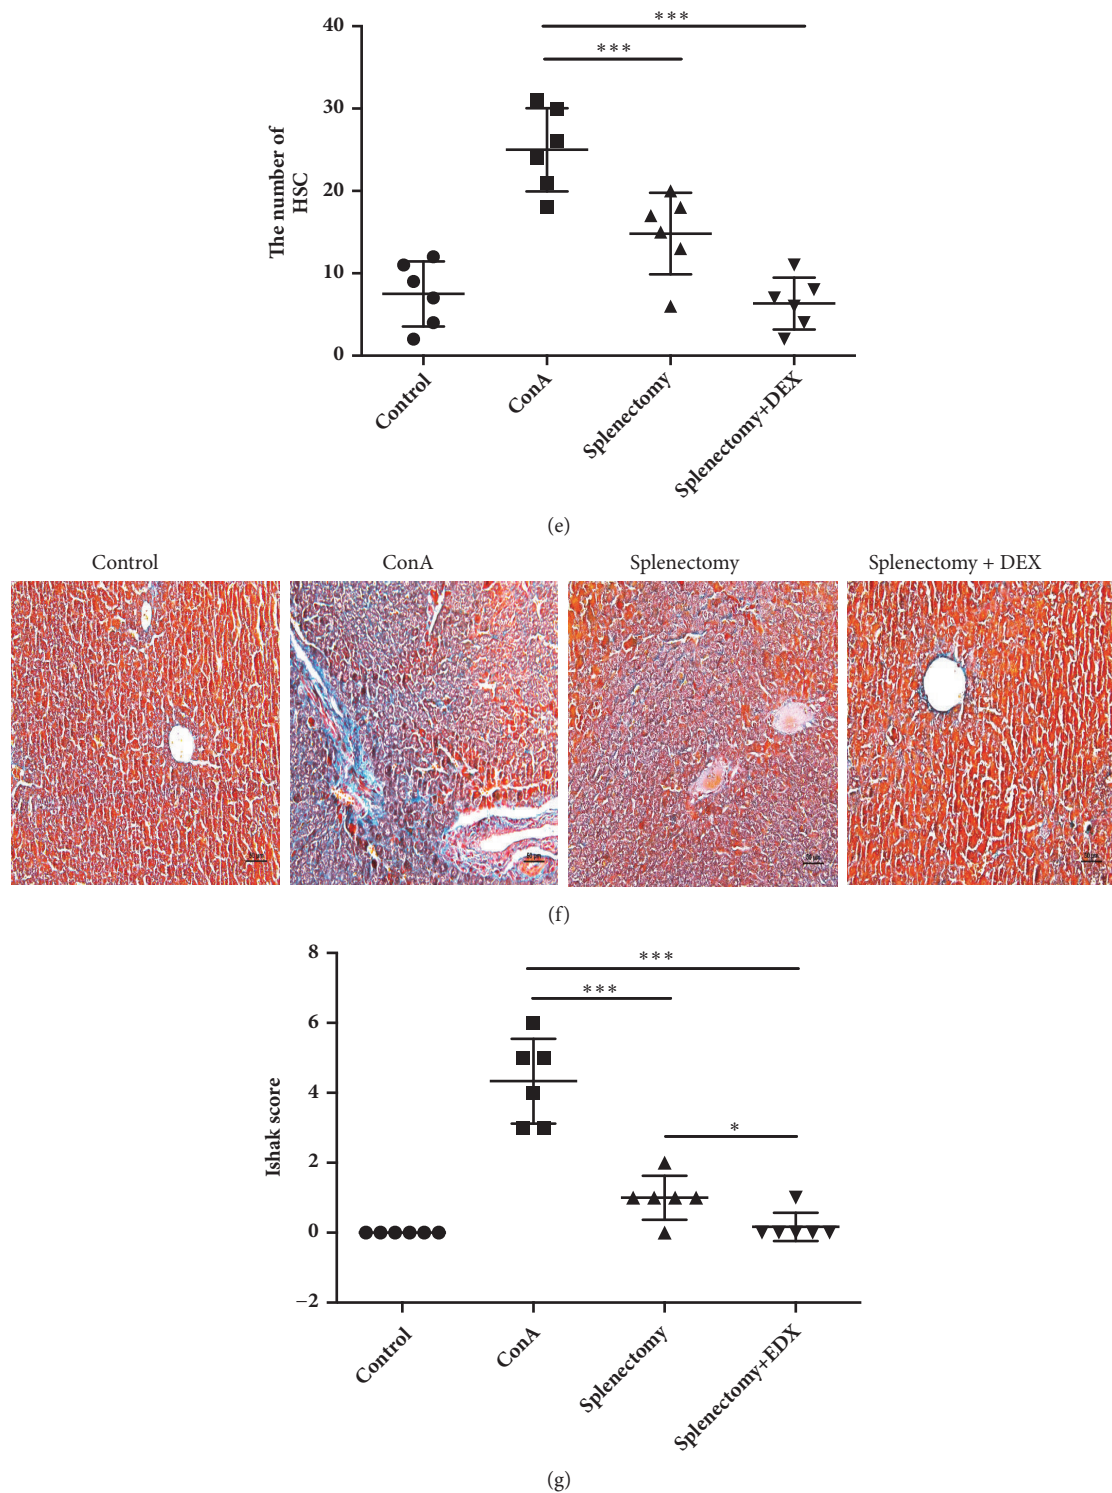 40
30
20
10
0
The number of
HSC
***
***
Control
ConA
Splenectomy
Splenectomy+DEX
(e)
Control
ConA
Splenectomy
Splenectomy + DEX
(f)
8
6
4
2
0
−2
Ishak score
***
***
*
Control
ConA
Splenectomy
Splenectomy+EDX
(g)